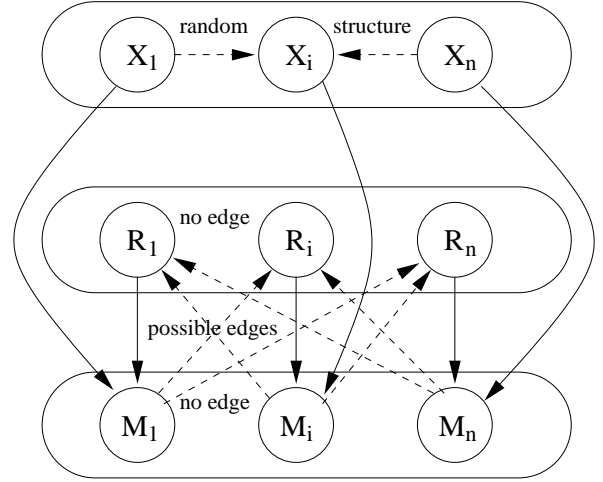 random structure
X1 Xi Xn
no edge
R1 Ri Rn
possible edges
no edge
M1 Mi Mn